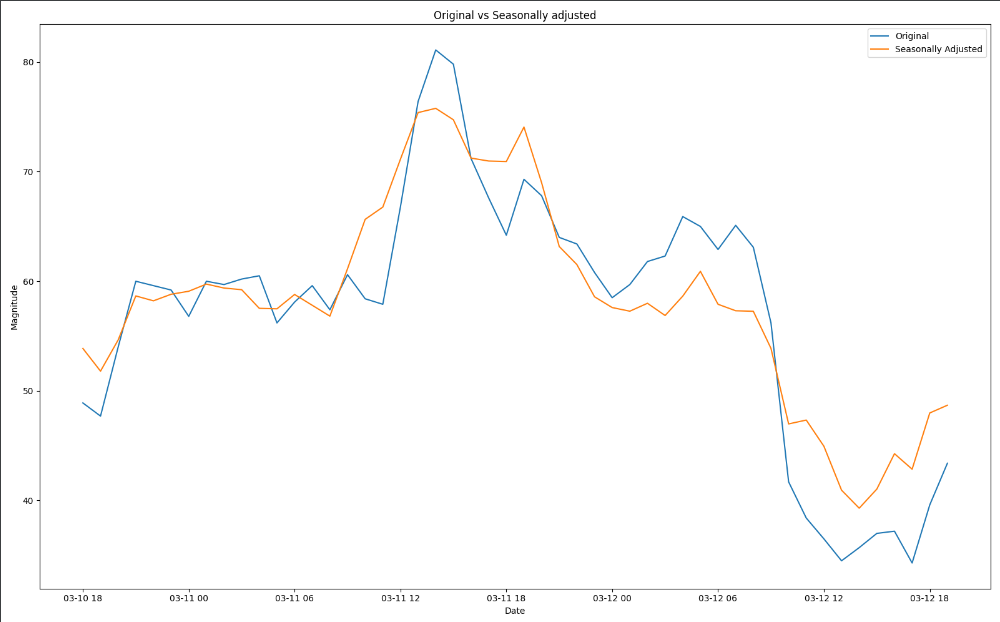 Original vs Seasonally adjusted
Original
Seasonally Adjusted
80
70
60
50
40
Magnitude
03-10 18
03-11 00
03-11 06
03-11 12
03-11 18
03-12 00
03-12 06
03-12 12
03-12 18
Date